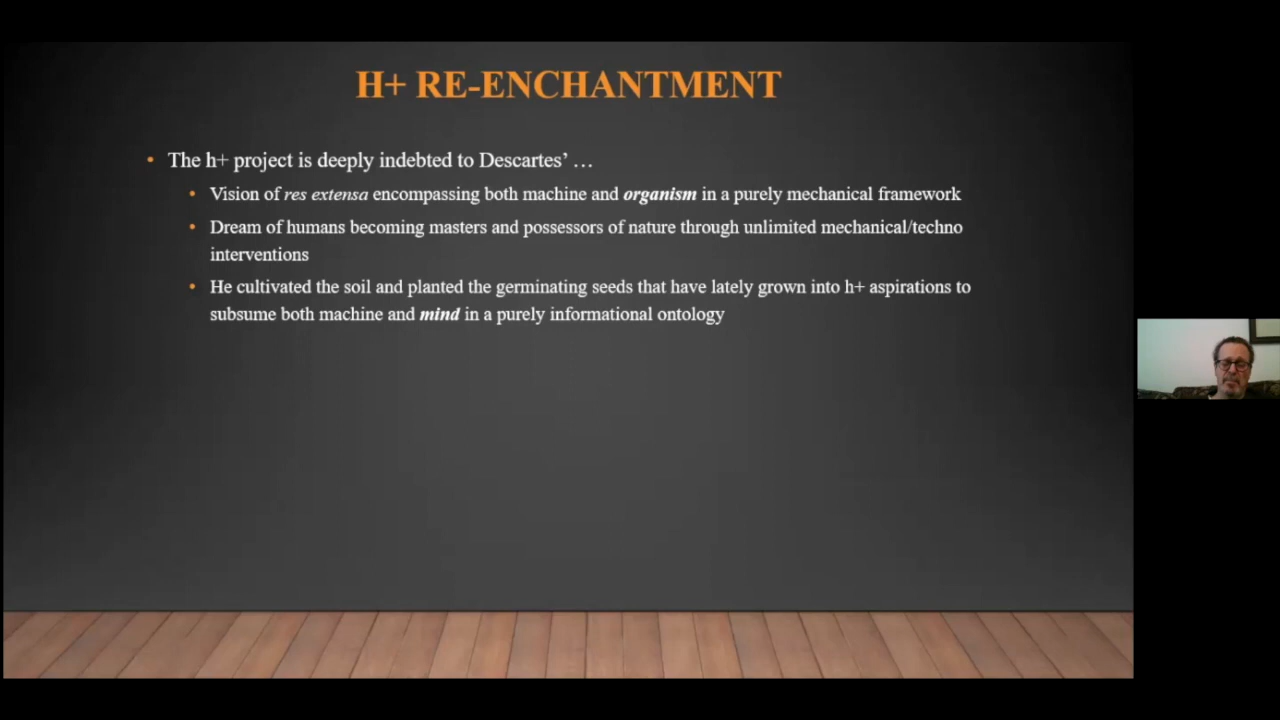 H+ RE-ENCHANTMENT
• The h+ project is deeply indebted to Descartes’ …
• Vision of res extensa encompassing both machine and organism in a purely mechanical framework
• Dream of humans becoming masters and possessors of nature through unlimited mechanical/techno
interventions
• He cultivated the soil and planted the germinating seeds that have lately grown into h+ aspirations to
subsume both machine and mind in a purely informational ontology